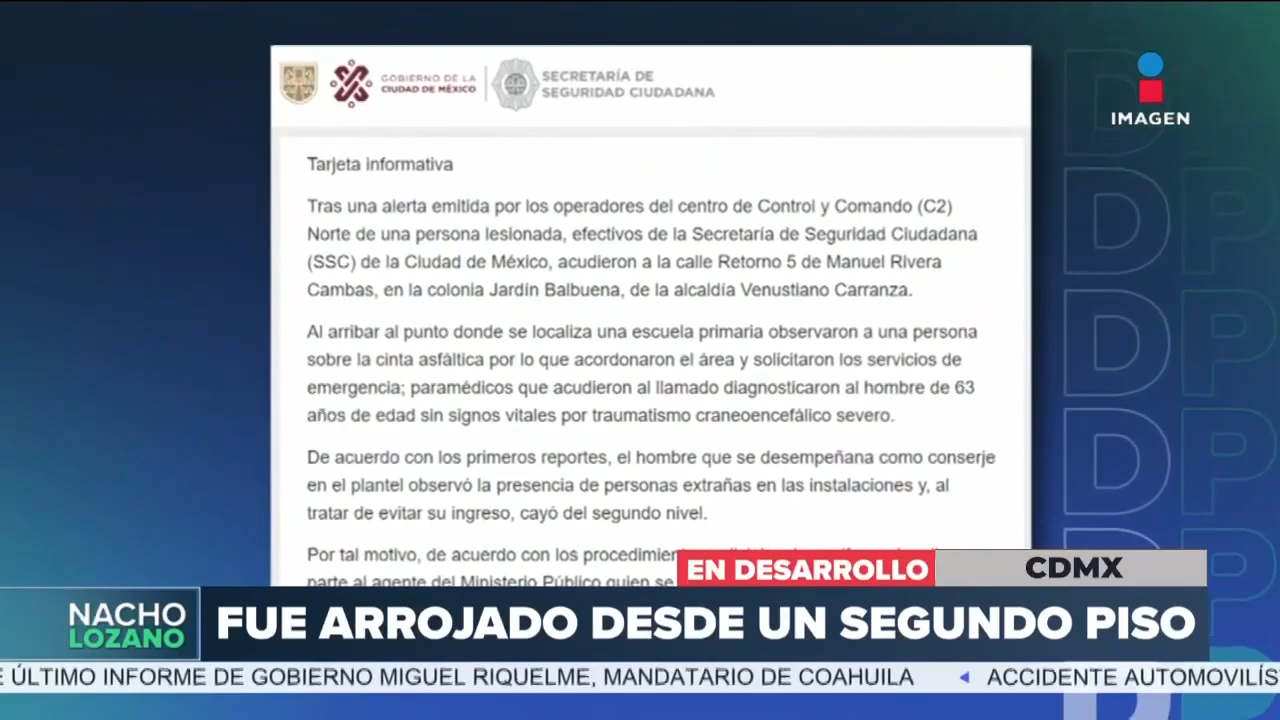 GOBIERNO DE LA
CIUDAD DE MÉXICO
SECRETARÍA DE
SEGURIDAD CIUDADANA
IMAGEN
Tarjeta informativa
Tras una alerta emitida por los operadores del centro de Control y Comando (C2)
Norte de una persona lesionada, efectivos de la Secretaría de Seguridad Ciudadana
(SSC) de la Ciudad de México, acudieron a la calle Retorno 5 de Manuel Rivera
Cambas, en la colonia Jardín Balbuena, de la alcaldía Venustiano Carranza.
Al arribar al punto donde se localiza una escuela primaria observaron a una persona
sobre la cinta asfáltica por lo que acordonaron el área y solicitaron los servicios de
emergencia; paramédicos que acudieron al llamado diagnosticaron al hombre de 63
años de edad sin signos vitales por traumatismo craneoencefálico severo.
De acuerdo con los primeros reportes, el hombre que se desempeñana como conserje
en el plantel observó la presencia de personas extrañas en las instalaciones y, al
tratar de evitar su ingreso, cayó del segundo nivel.
Por tal motivo, de acuerdo con los
parte al agente del Ministerio Público quien se
EN DESARROLLO
CDMX
NACHO
LOZANO
FUE ARROJADO DESDE UN SEGUNDO PISO
ÚLTIMO INFORME DE GOBIERNO MIGUEL RIQUELME, MANDATARIO DE COAHUILA
ACCIDENTE